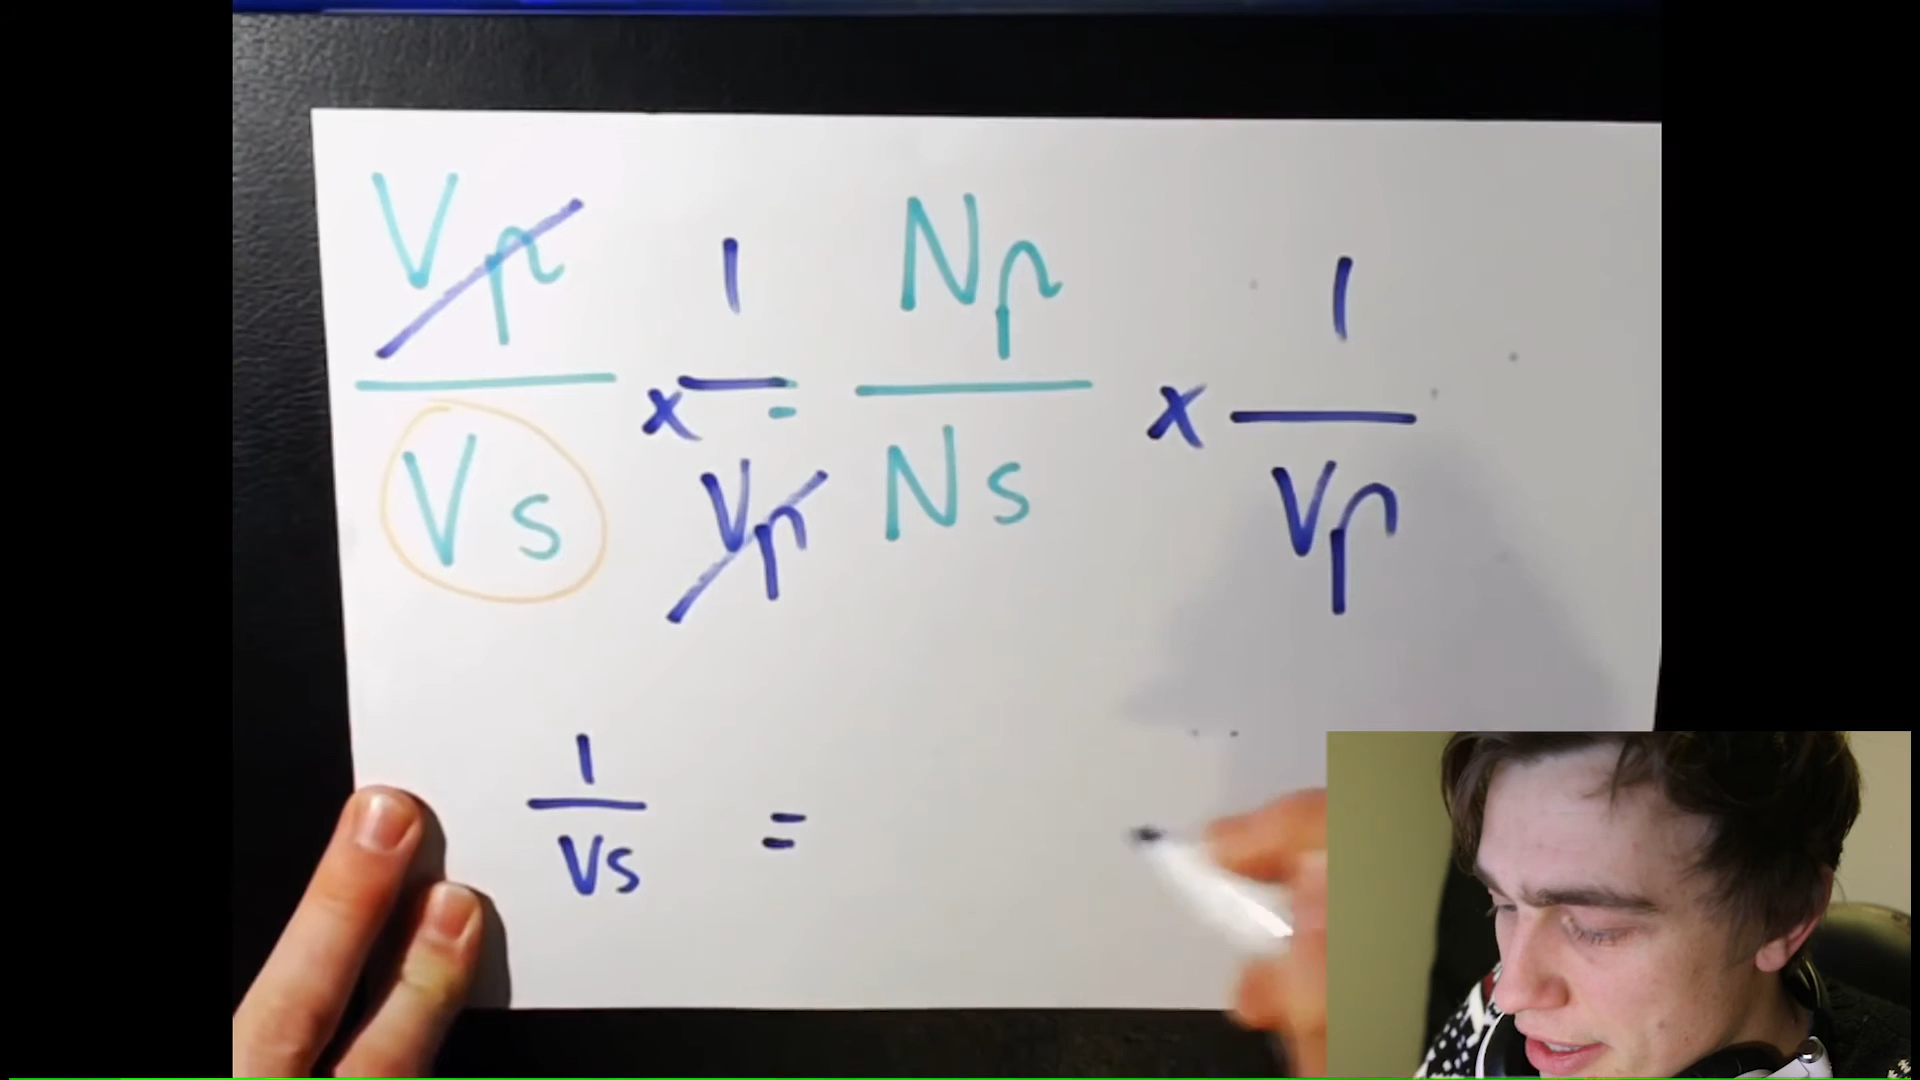 Vp/Vs x 1/Vp = Np/Ns x 1/Vp
1/Vs =